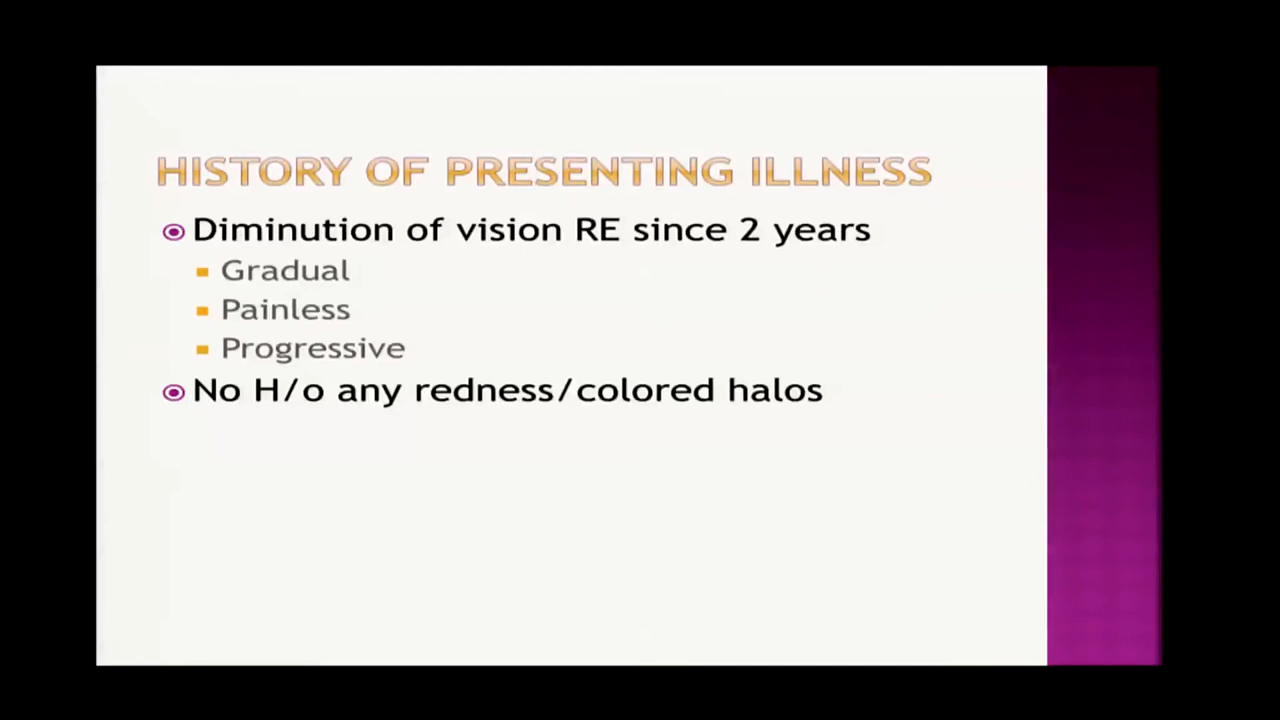 HISTORY OF PRESENTING ILLNESS
Diminution of vision RE since 2 years
Gradual
Painless
Progressive
No H/o any redness/colored halos